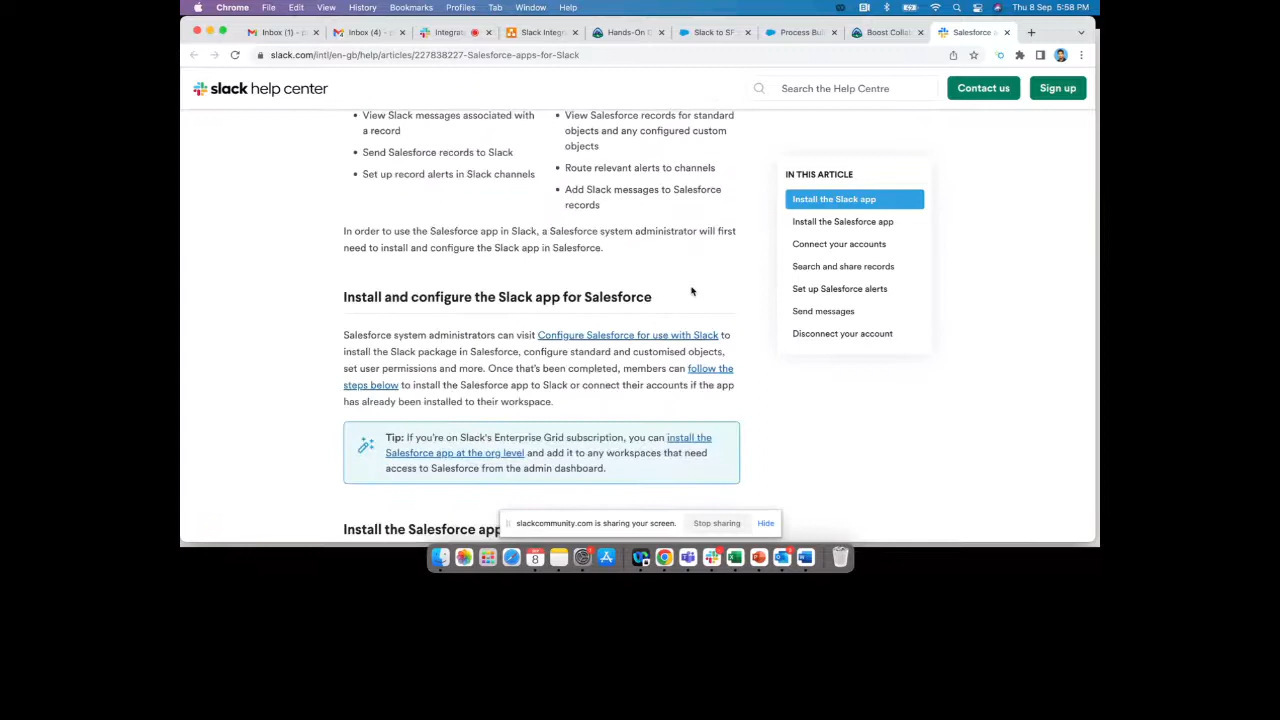 Chrome File Edit View History Bookmarks Profiles Tab Window Help Thu 8 Sep 5:58 PM
Inbox (1) - Inbox (4) - Integrati Slack Integ Hands-On D Slack to SF Process Bui Boost Collab Salesforce a
slack.com/intl/en-gb/help/articles/227838227-Salesforce-apps-for-Slack
slack help center
Search the Help Centre
Contact us
Sign up
View Slack messages associated with
a record
Send Salesforce records to Slack
Set up record alerts in Slack channels
View Salesforce records for standard
objects and any configured custom
objects
Route relevant alerts to channels
Add Slack messages to Salesforce
records
In order to use the Salesforce app in Slack, a Salesforce system administrator will first
need to install and configure the Slack app in Salesforce.
Install and configure the Slack app for Salesforce
Salesforce system administrators can visit Configure Salesforce for use with Slack to
install the Slack package in Salesforce, configure standard and customised objects,
set user permissions and more. Once that's been completed, members can follow the
steps below to install the Salesforce app to Slack or connect their accounts if the app
has already been installed to their workspace.
Tip: If you're on Slack's Enterprise Grid subscription, you can install the
Salesforce app at the org level and add it to any workspaces that need
access to Salesforce from the admin dashboard.
Install the Salesforce app
IN THIS ARTICLE
Install the Slack app
Install the Salesforce app
Connect your accounts
Search and share records
Set up Salesforce alerts
Send messages
Disconnect your account
slackcommunity.com is sharing your screen. Stop sharing Hide